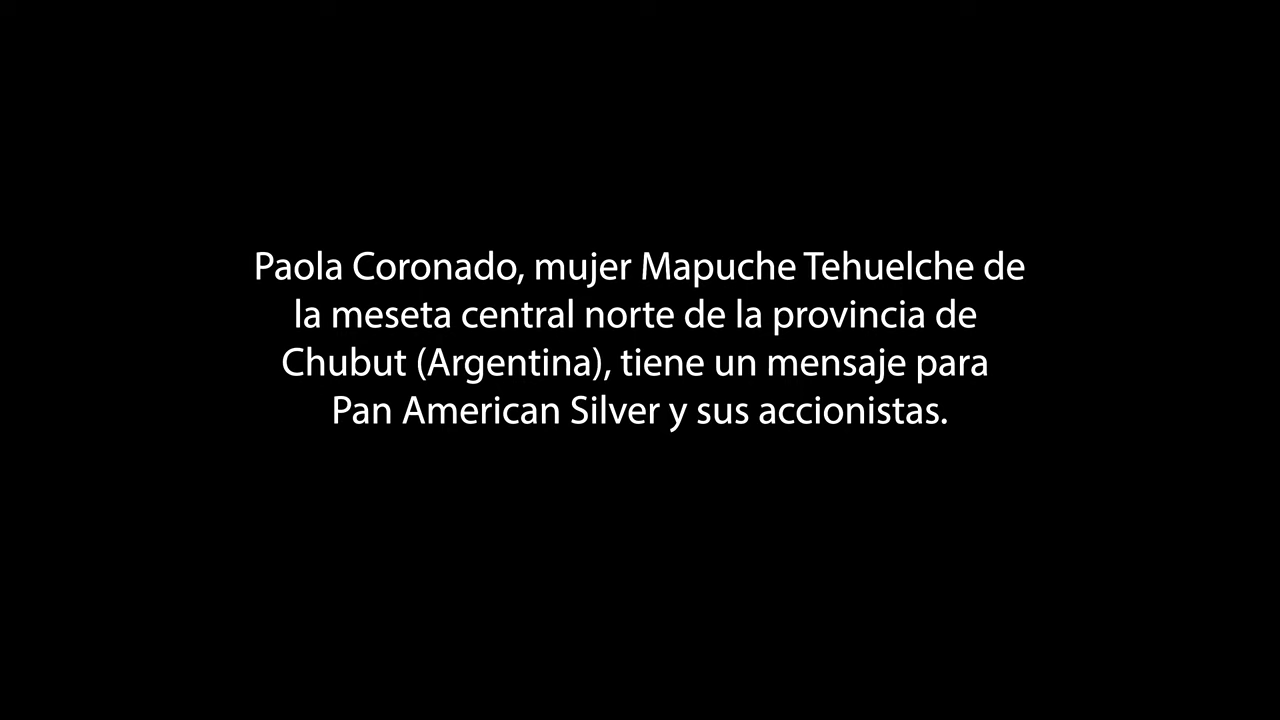 Paola Coronado, mujer Mapuche Tehuelche de
la meseta central norte de la provincia de
Chubut (Argentina), tiene un mensaje para
Pan American Silver y sus accionistas.